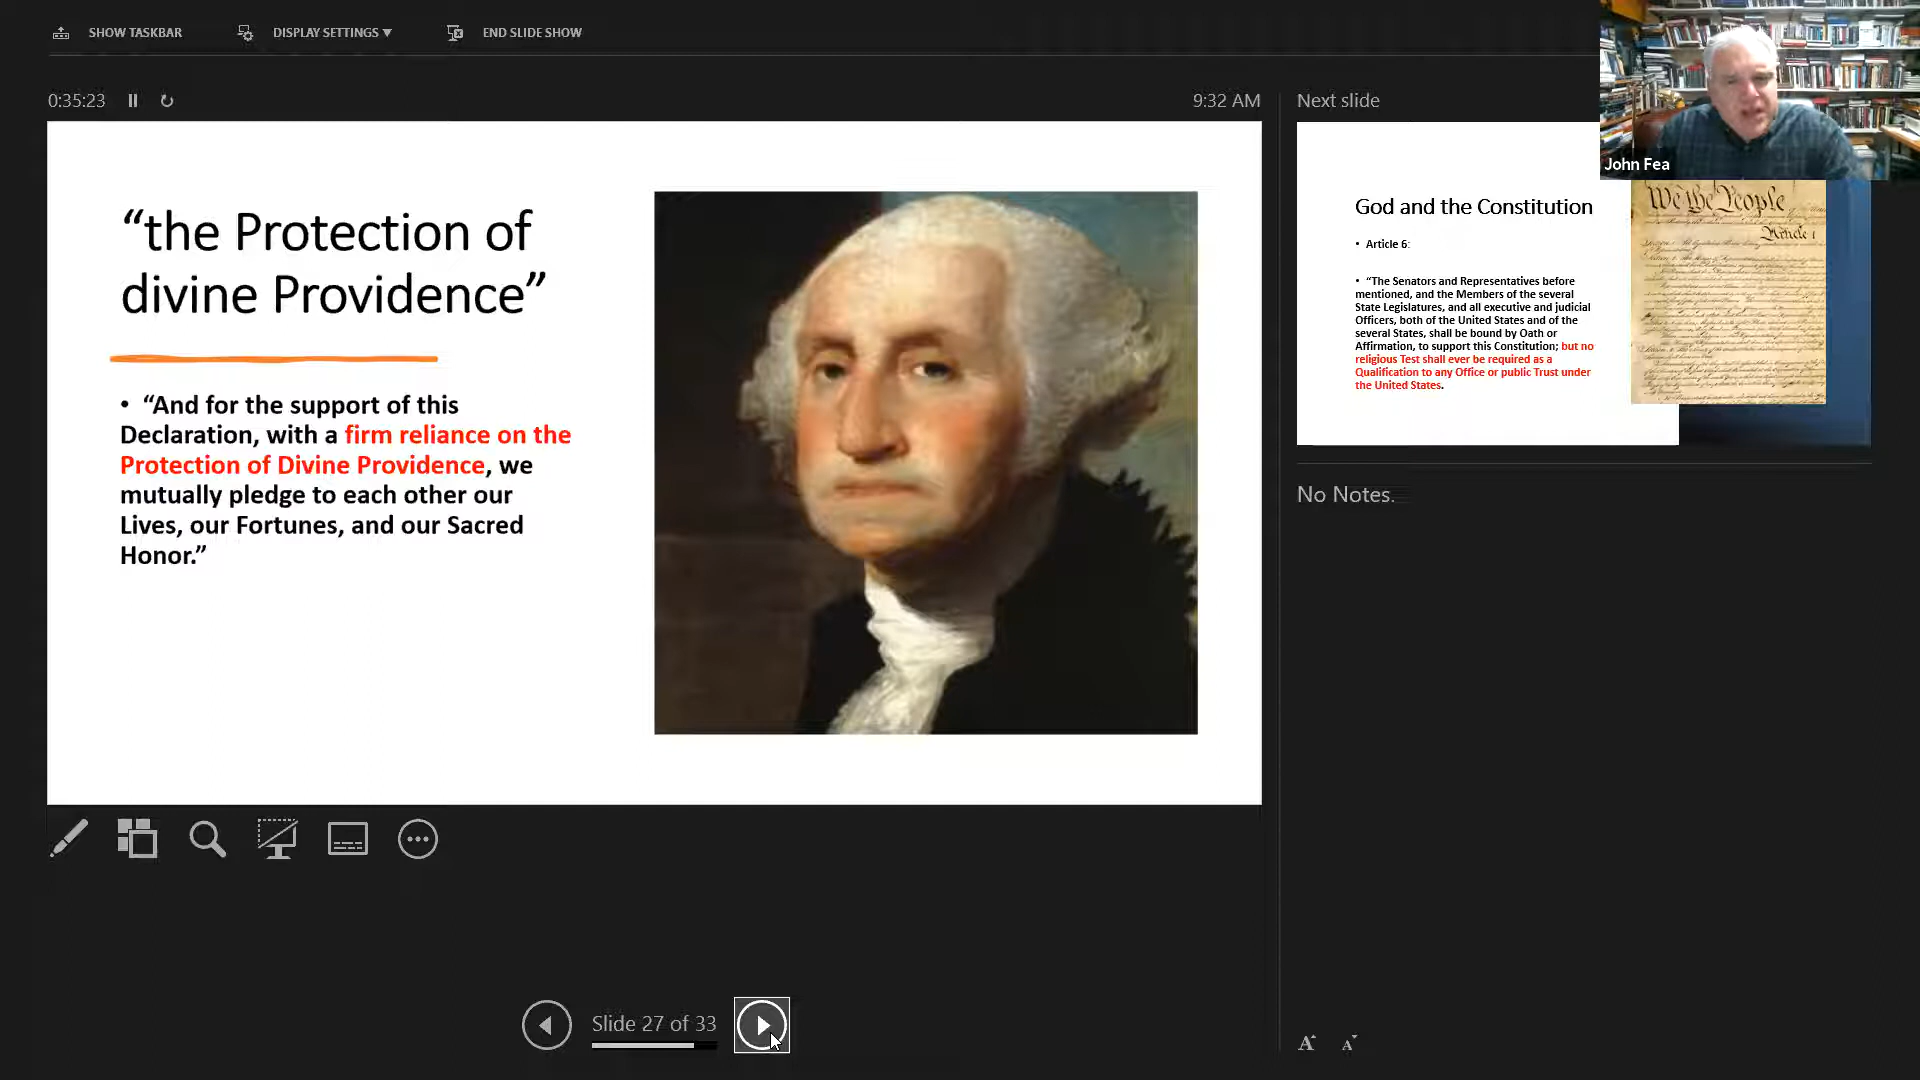 SHOW TASKBAR
DISPLAY SETTINGS ▼
END SLIDE SHOW
0:35:23
9:32 AM
Next slide
John Fea
“the Protection of
divine Providence”
• “And for the support of this
Declaration, with a firm reliance on the
Protection of Divine Providence, we
mutually pledge to each other our
Lives, our Fortunes, and our Sacred
Honor.”
God and the Constitution
• Article 6:
• “The Senators and Representatives before
mentioned, and the Members of the several
State Legislatures, and all executive and judicial
Officers, both of the United States and of the
several States, shall be bound by Oath or
Affirmation, to support this Constitution; but no
religious Test shall ever be required as a
Qualification to any Office or public Trust under
the United States.
We the People
Article 1
No Notes.
Slide 27 of 33
A A